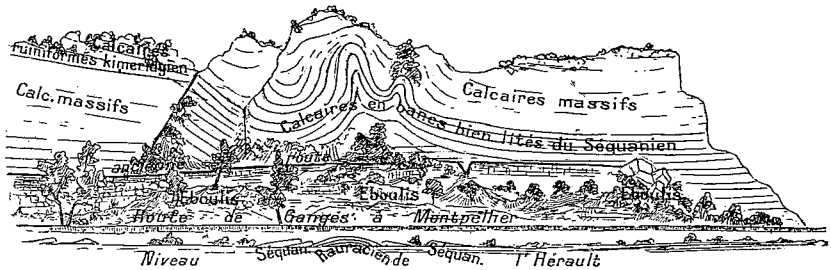 Calcaires
ruiniformes kimeridgien
Calc. massifs
Calcaires massifs
Calcaires en bancs bien lités du Séquanien
ancienne route
Eboulis Eboulis Eboulis
Route de Ganges à Montpellier
Séquan. Rauracien Séquan.
Niveau de l'Hérault